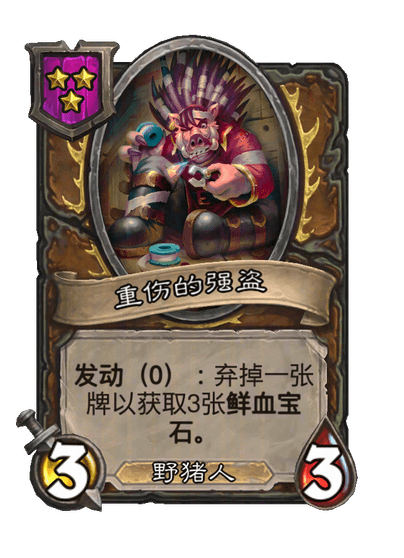 重伤的强盗
发动（0）：弃掉一张
牌以获取3张鲜血宝
石。
3
野猪人
3